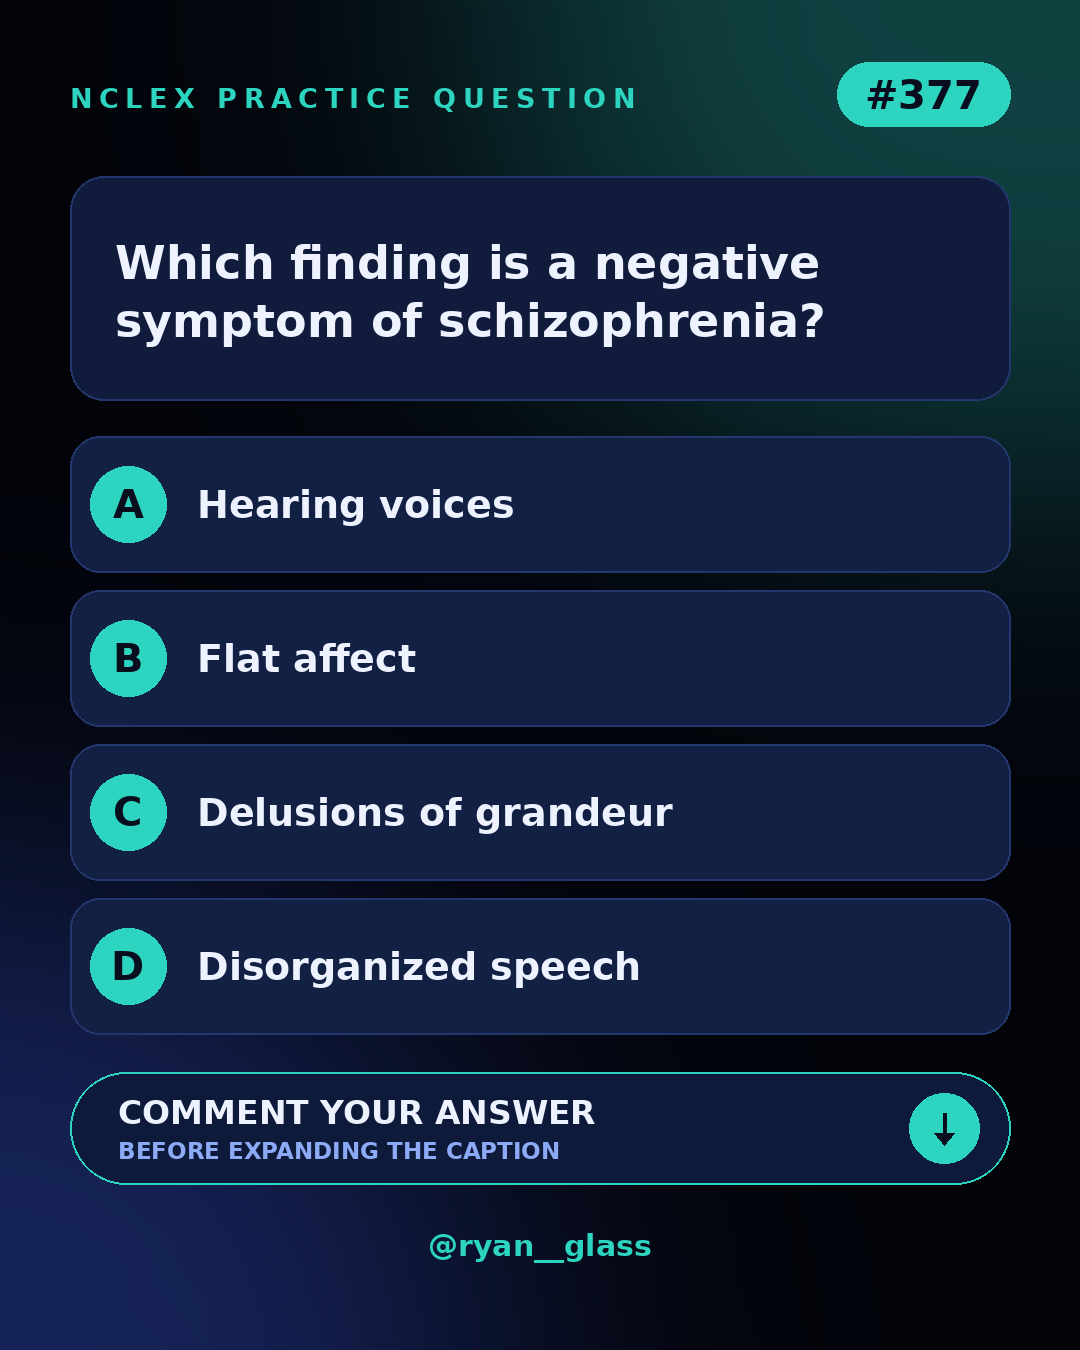 NCLEX PRACTICE QUESTION
#377
Which finding is a negative
symptom of schizophrenia?
A Hearing voices
B Flat affect
C Delusions of grandeur
D Disorganized speech
COMMENT YOUR ANSWER
BEFORE EXPANDING THE CAPTION
@ryan__glass